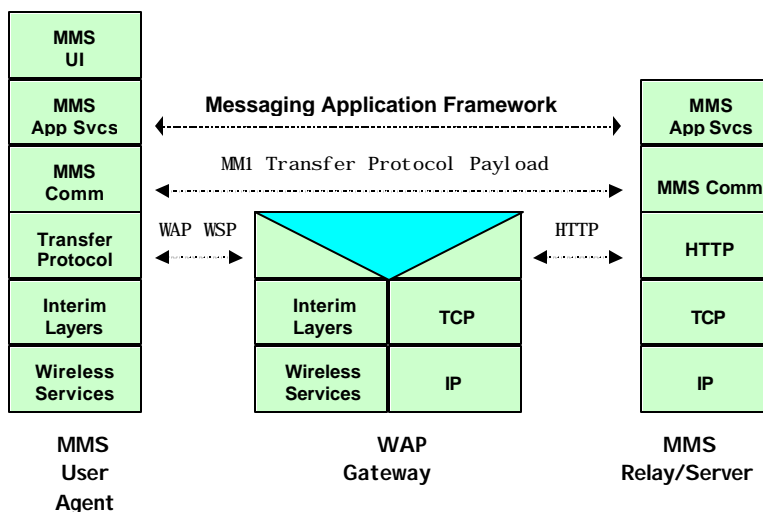 MMS
UI
MMS
App Svcs
Messaging Application Framework
MMS
App Svcs
MMS
Comm
MM1 Transfer Protocol Payload
MMS Comm
Transfer
Protocol
WAP WSP
HTTP
HTTP
Interim
Layers
Interim
Layers
TCP
TCP
Wireless
Services
Wireless
Services
IP
IP
MMS
User
Agent
WAP
Gateway
MMS
Relay/Server